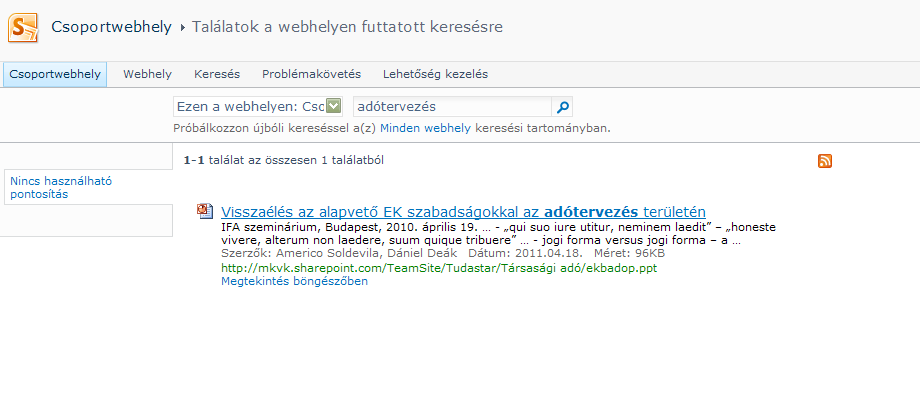 Csoportwebhely ▸ Találatok a webhelyen futtatott keresésre
Csoportwebhely Webhely Keresés Problémakövetés Lehetőség kezelés
Ezen a webhelyen: Cso adótervezés
Próbálkozzon újbóli kereséssel a(z) Minden webhely keresési tartományban.
1-1 találat az összesen 1 találatból
Nincs használható
pontosítás
Visszaélés az alapvető EK szabadságokkal az adótervezés területén
IFA szeminárium, Budapest, 2010. április 19. ... - „qui suo iure utitur, neminem laedit” – „honeste
vivere, alterum non laedere, suum quique tribuere” ... - jogi forma versus jogi forma – a ...
Szerzők: Americo Soldevila, Dániel Deák Dátum: 2011.04.18. Méret: 96KB
http://mkvk.sharepoint.com/TeamSite/Tudastar/Társasági adó/ekbadop.ppt
Megtekintés böngészőben